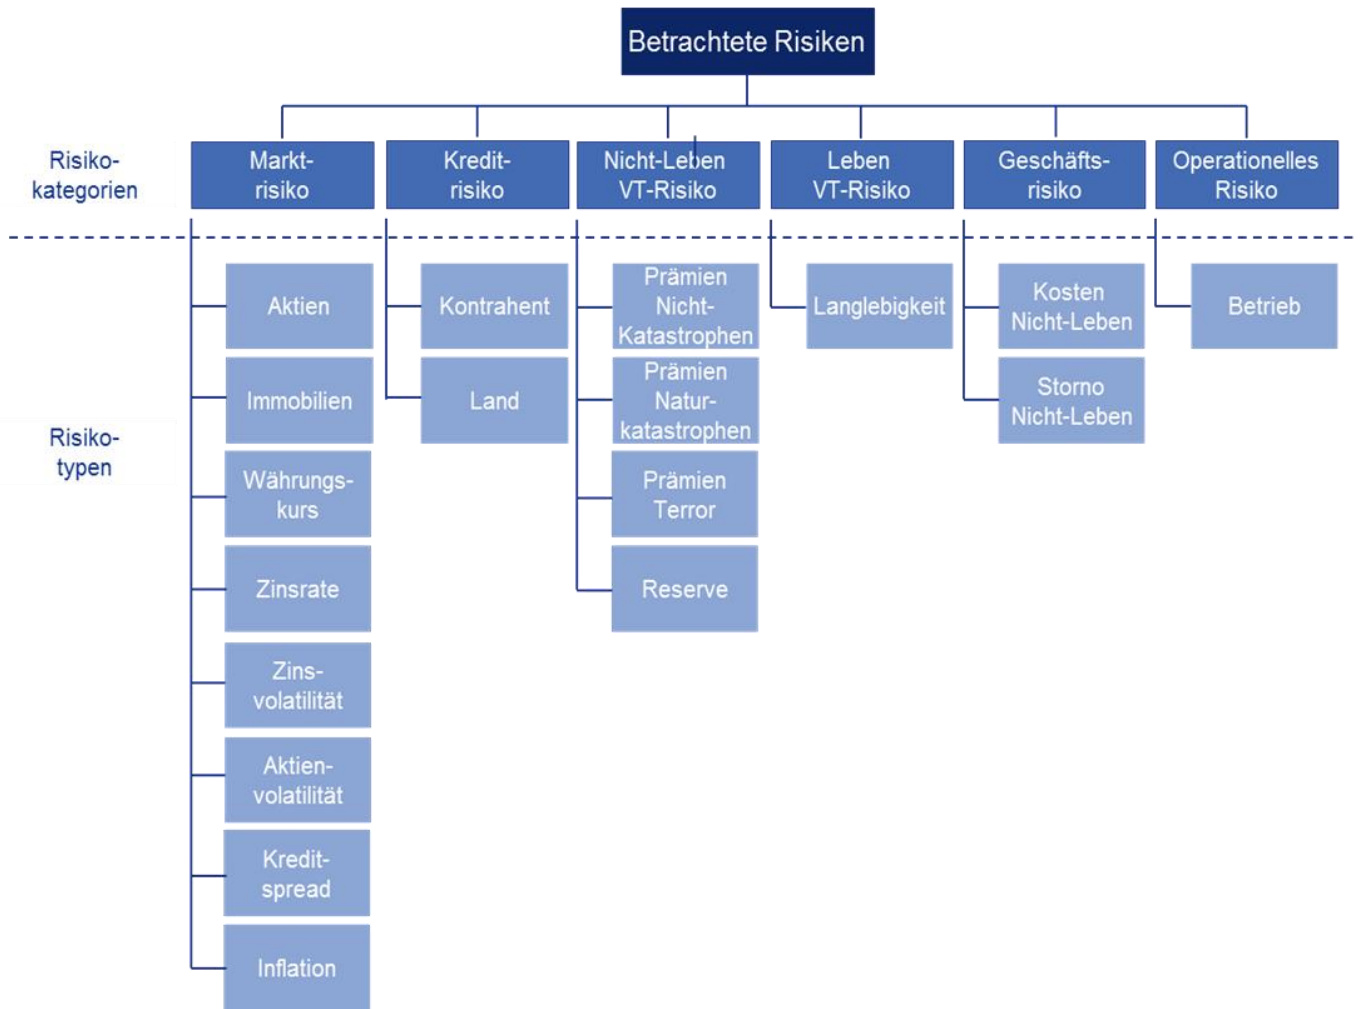 Betrachtete Risiken
Risiko-
kategorien
Markt-
risiko
Kredit-
risiko
Nicht-Leben
VT-Risiko
Leben
VT-Risiko
Geschäfts-
risiko
Operationelles
Risiko
Risiko-
typen
Aktien
Immobilien
Währungs-
kurs
Zinsrate
Zins-
volatilität
Aktien-
volatilität
Kredit-
spread
Inflation
Kontrahent
Land
Prämien
Nicht-
Katastrophen
Prämien
Natur-
katastrophen
Prämien
Terror
Reserve
Langlebigkeit
Kosten
Nicht-Leben
Storno
Nicht-Leben
Betrieb